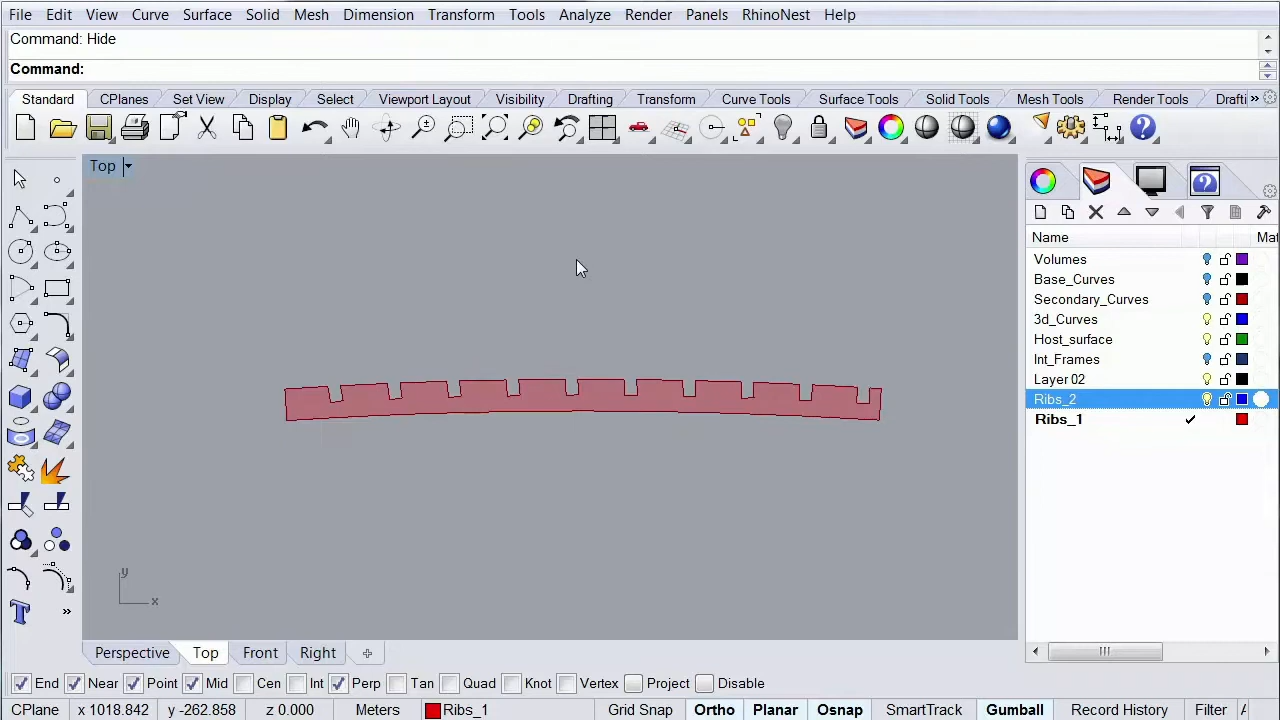 File Edit View Curve Surface Solid Mesh Dimension Transform Tools Analyze Render Panels RhinoNest Help
Command: Hide
Command:
Standard CPlanes Set View Display Select Viewport Layout Visibility Drafting Transform Curve Tools Surface Tools Solid Tools Mesh Tools Render Tools Drafti »
Top
Name Mat
Volumes
Base_Curves
Secondary_Curves
3d_Curves
Host_surface
Int_Frames
Layer 02
Ribs_2
Ribs_1
y
x
Perspective Top Front Right
End Near Point Mid Cen Int Perp Tan Quad Knot Vertex Project Disable
CPlane x 1018.842 y -262.858 z 0.000 Meters Ribs_1 Grid Snap Ortho Planar Osnap SmartTrack Gumball Record History Filter A